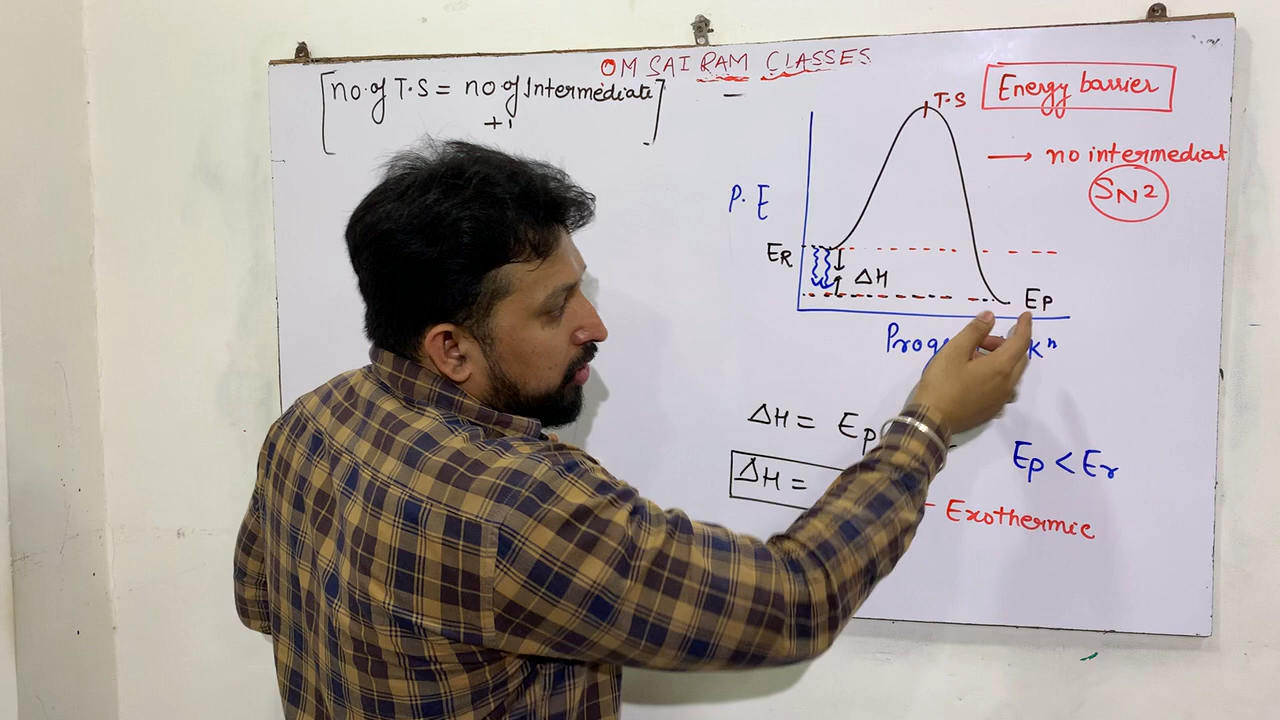 OM SAI RAM CLASSES
[no. of T.S = no of Intermediate]
+1
T.S
Energy barrier
→ no intermediat
SN2
P.E
ER
ΔH
EP
Kⁿ
ΔH = Ep
Ep < Er
ΔH =
- Exothermic